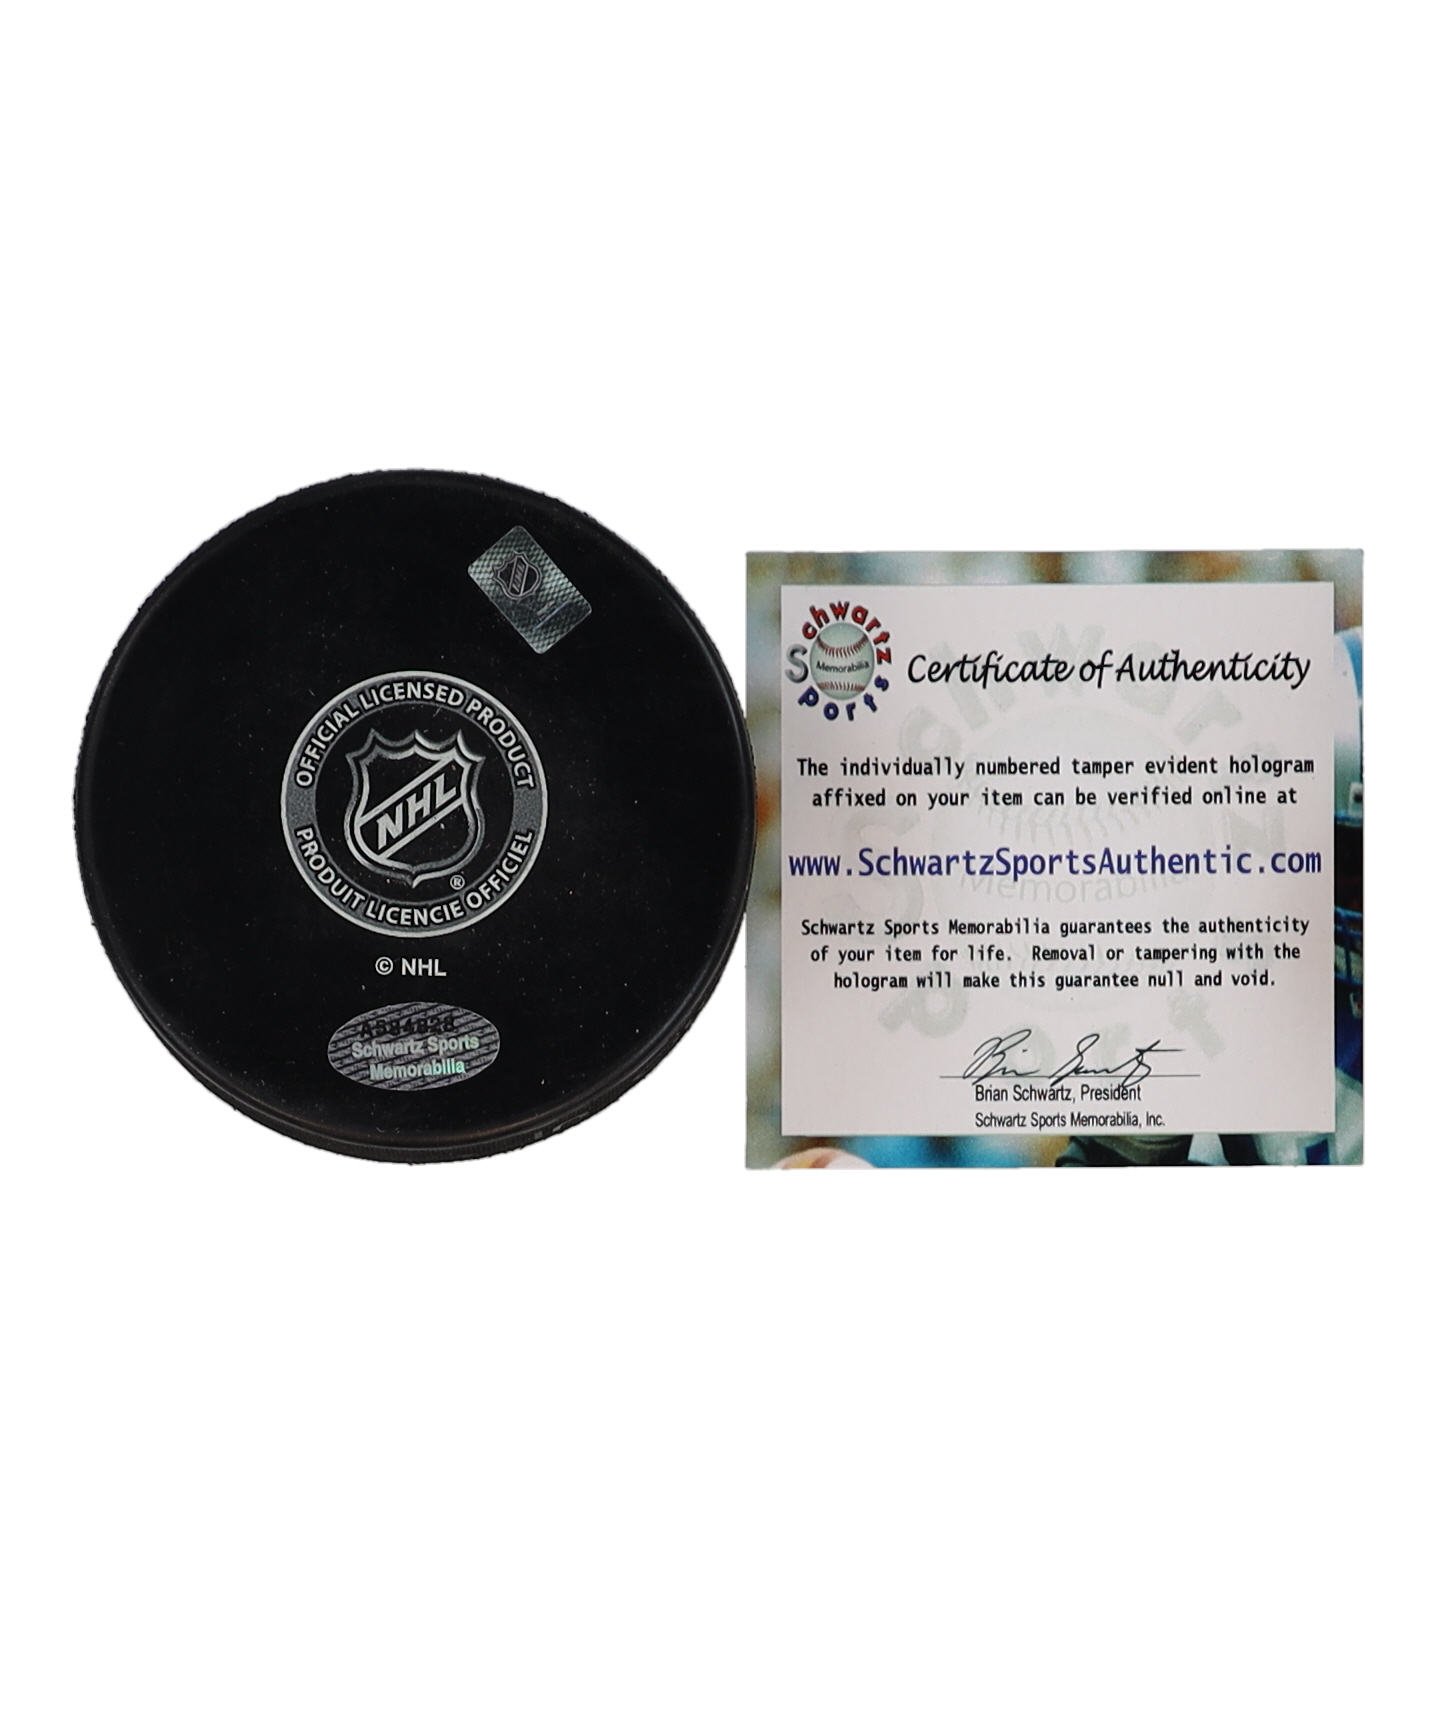 OFFICIAL LICENSED PRODUCT
NHL
®
PRODUIT LICENCIE OFFICIEL
© NHL
Schwartz Sports
Memorabilia
Schwartz
Memorabilia
Sports
Certificate of Authenticity
The individually numbered tamper evident hologram
affixed on your item can be verified online at
www.SchwartzSportsAuthentic.com
Schwartz Sports Memorabilia guarantees the authenticity
of your item for life. Removal or tampering with the
hologram will make this guarantee null and void.
Brian Schwartz, President
Schwartz Sports Memorabilia, Inc.